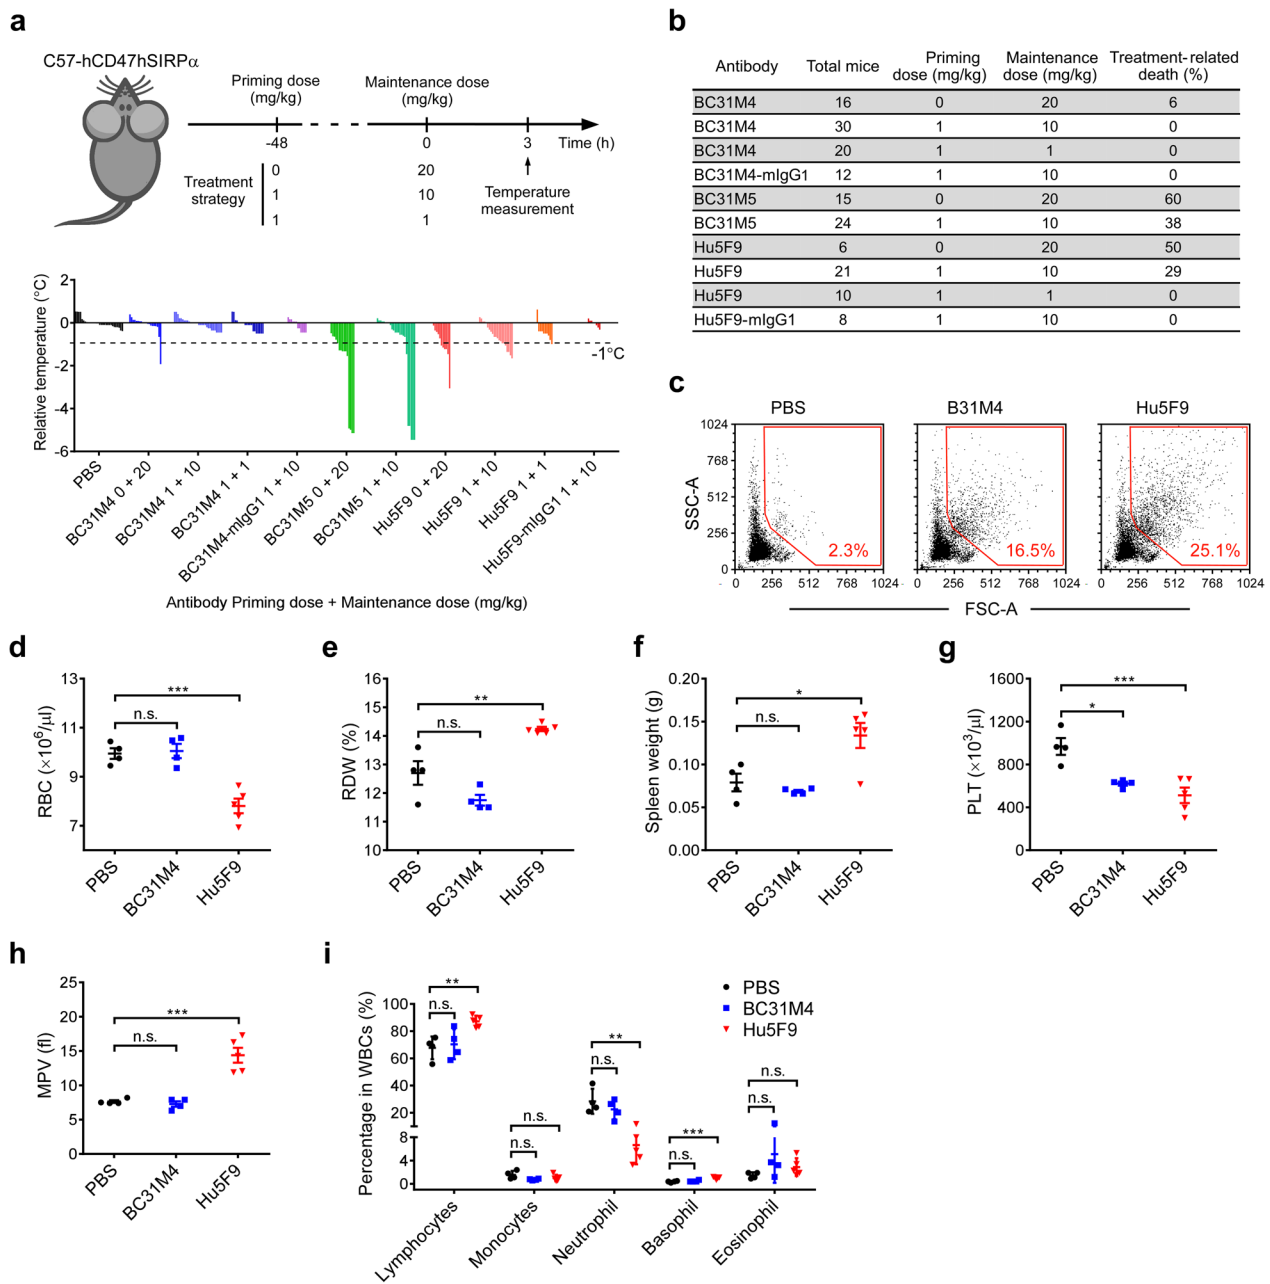 a
C57-hCD47hSIRPα
Priming dose
(mg/kg)
Maintenance dose
(mg/kg)
-48
0
3
Time (h)
Treatment
strategy
0
20
1
10
1
1
Temperature
measurement
Relative temperature (°C)
2
0
-2
-4
-6
-1°C
PBS
BC31M4 0 + 20
BC31M4 1 + 10
BC31M4 1 + 1
BC31M4-mIgG1 1 + 10
BC31M5 0 + 20
BC31M5 1 + 10
Hu5F9 0 + 20
Hu5F9 1 + 10
Hu5F9 1 + 1
Hu5F9-mIgG1 1 + 10
Antibody Priming dose + Maintenance dose (mg/kg)
b
Antibody Total mice Priming dose (mg/kg) Maintenance dose (mg/kg) Treatment-related death (%)
BC31M4 16 0 20 6
BC31M4 30 1 10 0
BC31M4 20 1 1 0
BC31M4-mIgG1 12 1 10 0
BC31M5 15 0 20 60
BC31M5 24 1 10 38
Hu5F9 6 0 20 50
Hu5F9 21 1 10 29
Hu5F9 10 1 1 0
Hu5F9-mIgG1 8 1 10 0
c
PBS
B31M4
Hu5F9
SSC-A
1024
768
512
256
0
2.3%
16.5%
25.1%
0 256 512 768 1024
0 256 512 768 1024
0 256 512 768 1024
FSC-A
d
RBC (×10⁶/μl)
13
11
9
7
***
n.s.
PBS
BC31M4
Hu5F9
e
RDW (%)
16
15
14
13
12
11
10
**
n.s.
PBS
BC31M4
Hu5F9
f
Spleen weight (g)
0.20
0.15
0.10
0.05
0.00
*
n.s.
PBS
BC31M4
Hu5F9
g
PLT (×10³/μl)
1600
1200
800
400
0
***
*
PBS
BC31M4
Hu5F9
h
MPV (fl)
25
20
15
10
5
0
***
n.s.
PBS
BC31M4
Hu5F9
i
Percentage in WBCs (%)
100
80
60
40
20
8
4
0
**
n.s.
n.s.
n.s.
**
n.s.
***
n.s.
n.s.
n.s.
PBS
BC31M4
Hu5F9
Lymphocytes
Monocytes
Neutrophil
Basophil
Eosinophil